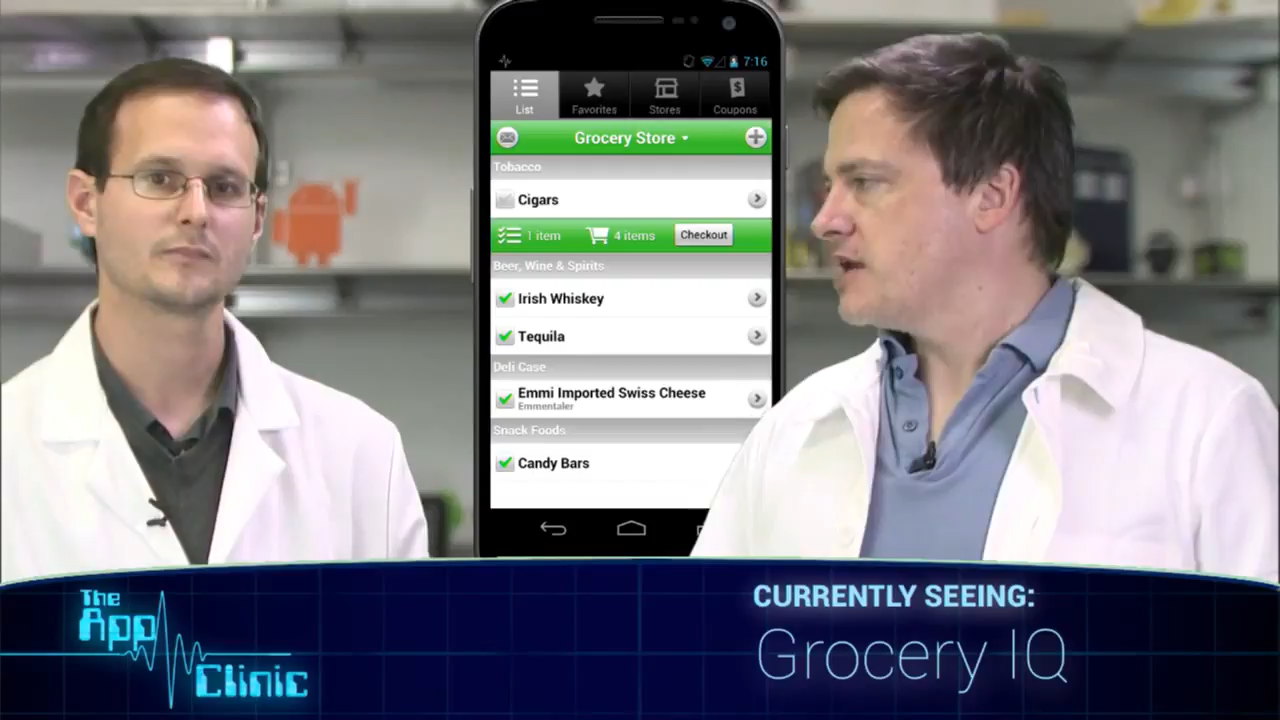 7:16
List
Favorites
Stores
Coupons
Grocery Store
Tobacco
Cigars
1 item
4 items
Checkout
Beer, Wine & Spirits
Irish Whiskey
Tequila
Deli Case
Emmi Imported Swiss Cheese
Emmentaler
Snack Foods
Candy Bars
The
App
Clinic
CURRENTLY SEEING:
Grocery IQ